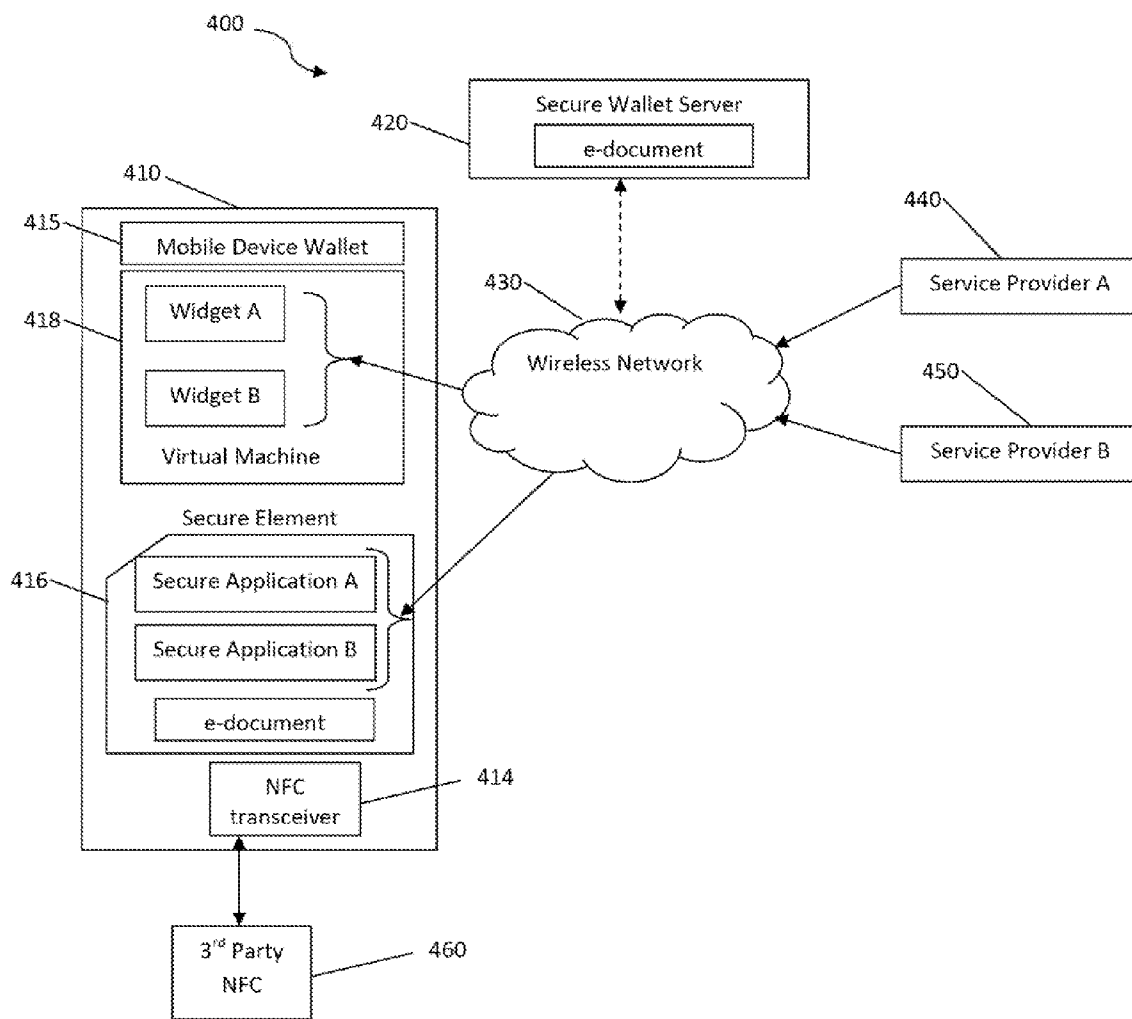 400
Secure Wallet Server
420
e-document
410
415
Mobile Device Wallet
440
Service Provider A
430
Widget A
418
Wireless Network
Widget B
450
Virtual Machine
Service Provider B
Secure Element
416
Secure Application A
Secure Application B
e-document
NFC
transceiver
414
3rd Party
NFC
460